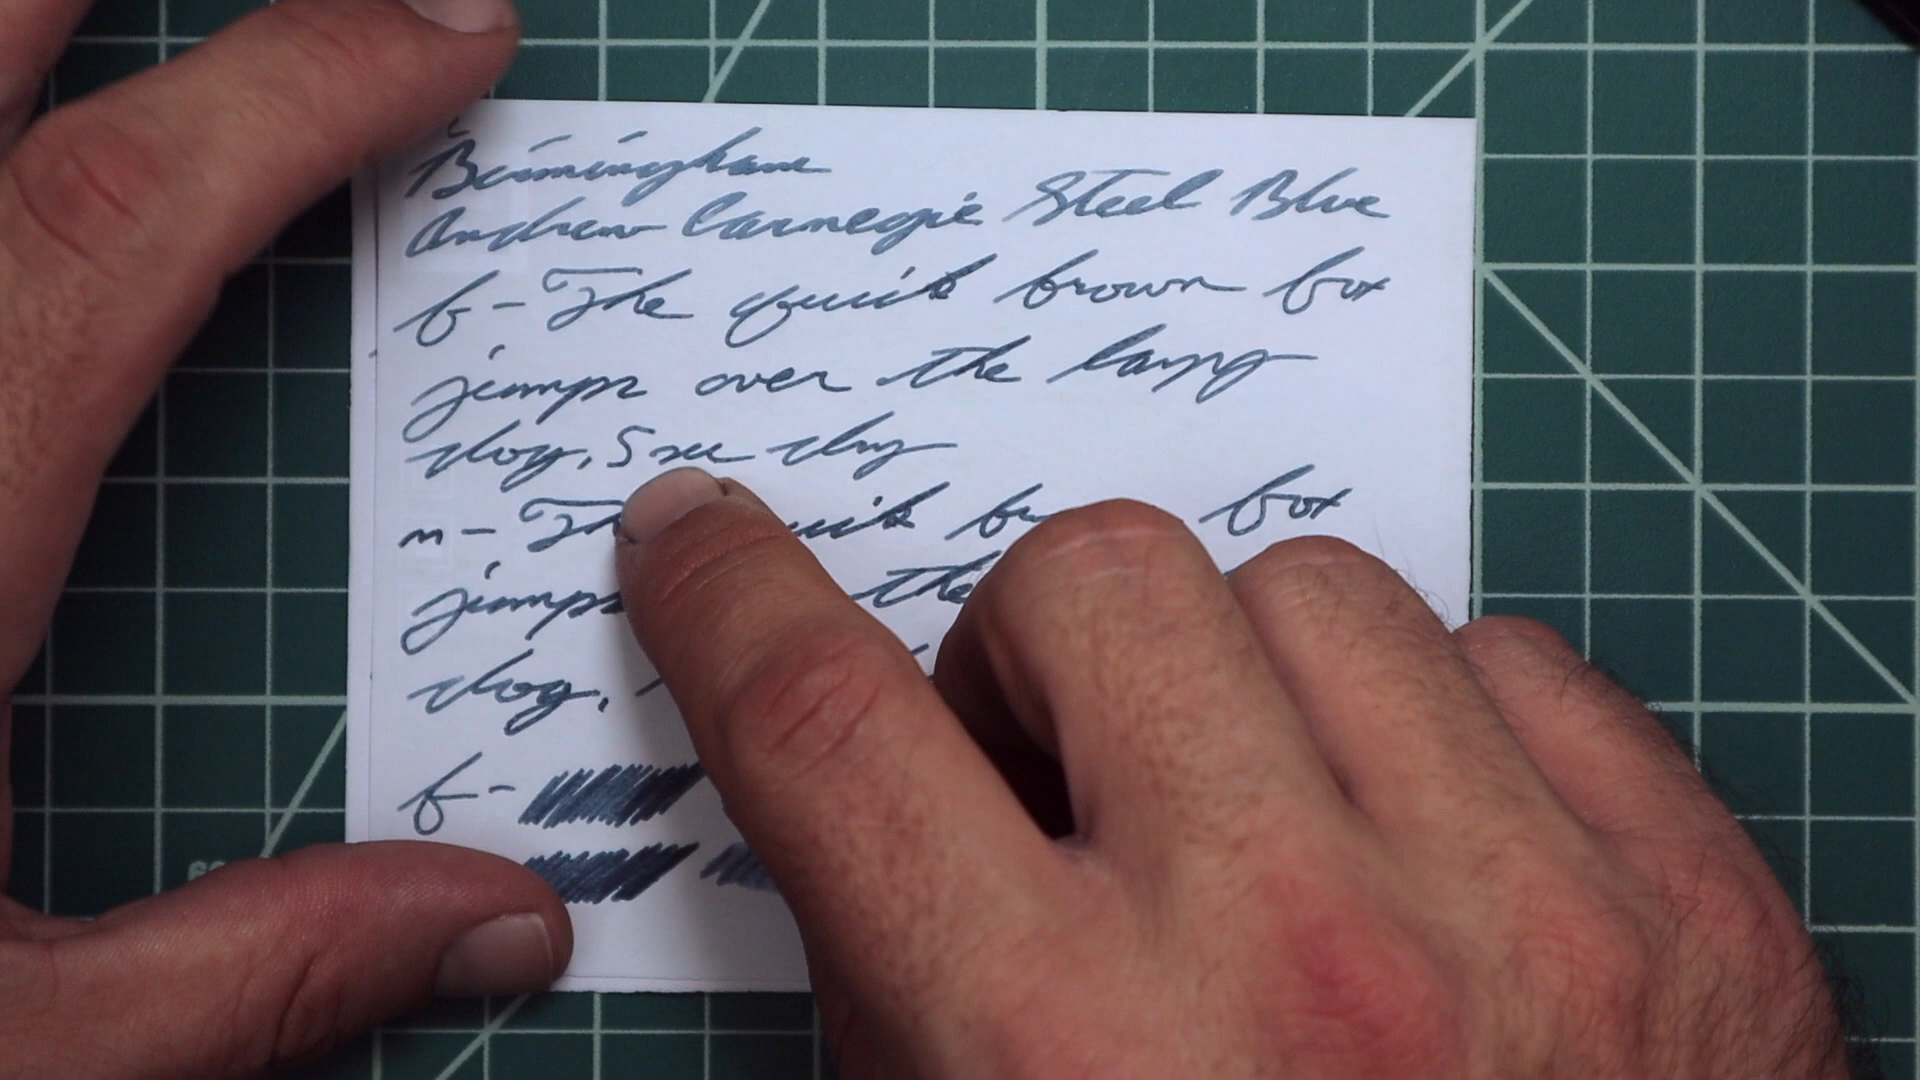 Birmingham
Andrew Carnegie Steel Blue
f - The quick brown fox
jumps over the lazy
dog. 5 sec dry
m - The quick fox
jumps the
dog.
f -